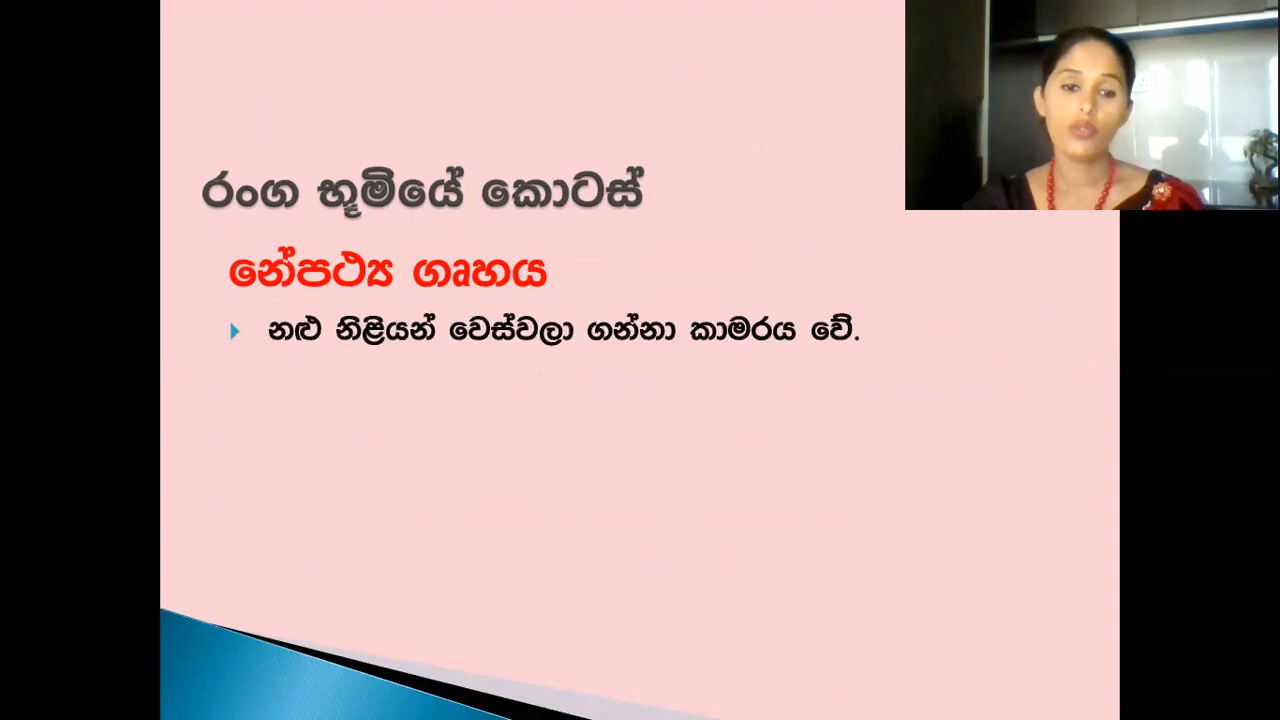 රංග භූමියේ කොටස්
නේපථ්‍ය ගෘහය
නළු නිළියන් වෙස්වලා ගන්නා කාමරය වේ.